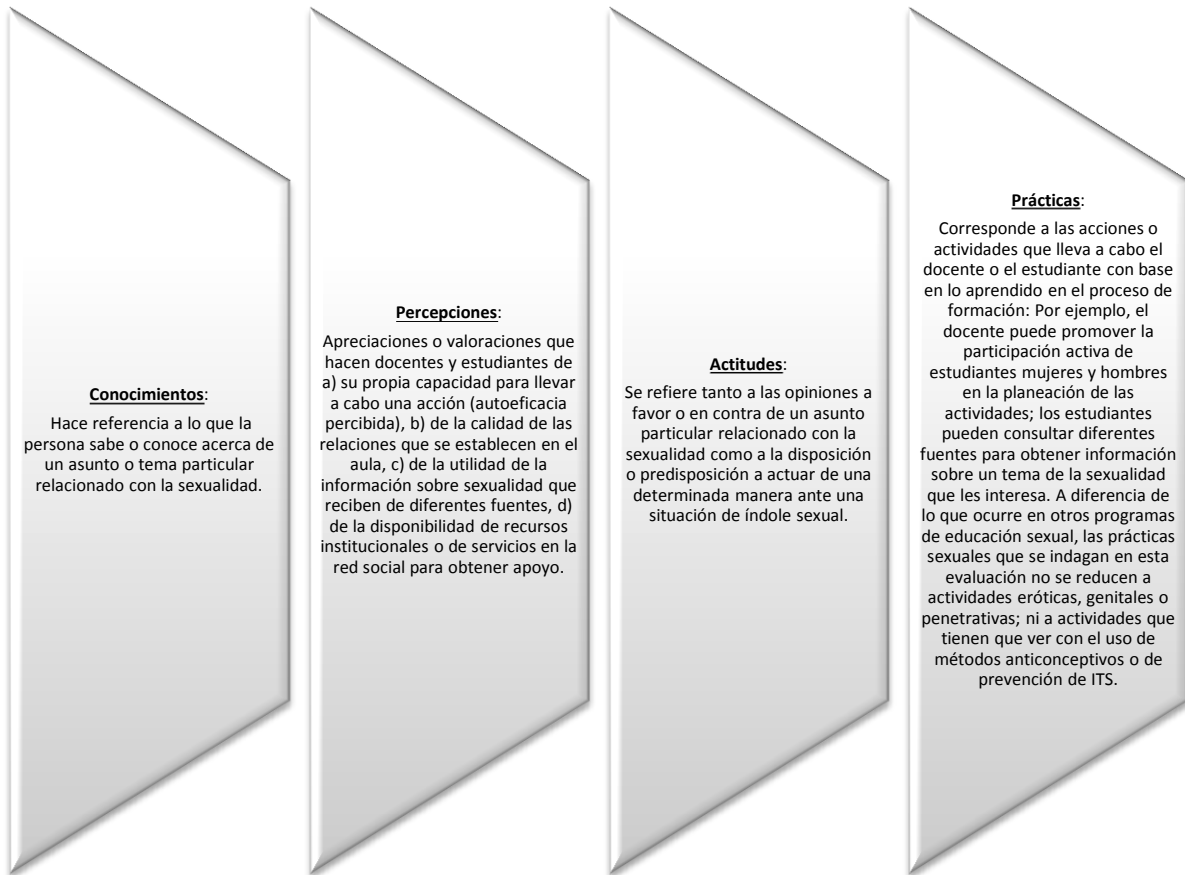 Conocimientos:
Hace referencia a lo que la
persona sabe o conoce acerca de
un asunto o tema particular
relacionado con la sexualidad.
Percepciones:
Apreciaciones o valoraciones que
hacen docentes y estudiantes de
a) su propia capacidad para llevar
a cabo una acción (autoeficacia
percibida), b) de la calidad de las
relaciones que se establecen en el
aula, c) de la utilidad de la
información sobre sexualidad que
reciben de diferentes fuentes, d)
de la disponibilidad de recursos
institucionales o de servicios en la
red social para obtener apoyo.
Actitudes:
Se refiere tanto a las opiniones a
favor o en contra de un asunto
particular relacionado con la
sexualidad como a la disposición
o predisposición a actuar de una
determinada manera ante una
situación de índole sexual.
Prácticas:
Corresponde a las acciones o
actividades que lleva a cabo el
docente o el estudiante con base
en lo aprendido en el proceso de
formación: Por ejemplo, el
docente puede promover la
participación activa de
estudiantes mujeres y hombres
en la planeación de las
actividades; los estudiantes
pueden consultar diferentes
fuentes para obtener información
sobre un tema de la sexualidad
que les interesa. A diferencia de
lo que ocurre en otros programas
de educación sexual, las prácticas
sexuales que se indagan en esta
evaluación no se reducen a
actividades eróticas, genitales o
penetrativas; ni a actividades que
tienen que ver con el uso de
métodos anticonceptivos o de
prevención de ITS.